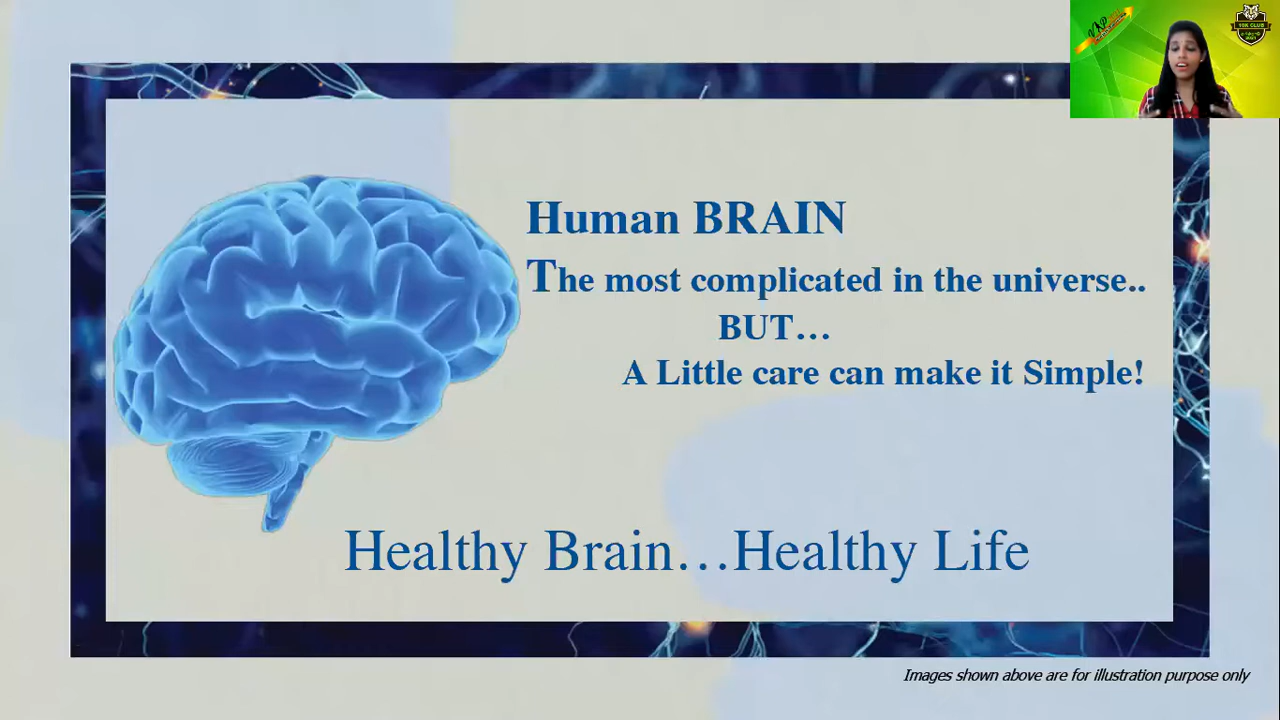 Human BRAIN
The most complicated in the universe..
BUT…
A Little care can make it Simple!
Healthy Brain…Healthy Life
Images shown above are for illustration purpose only